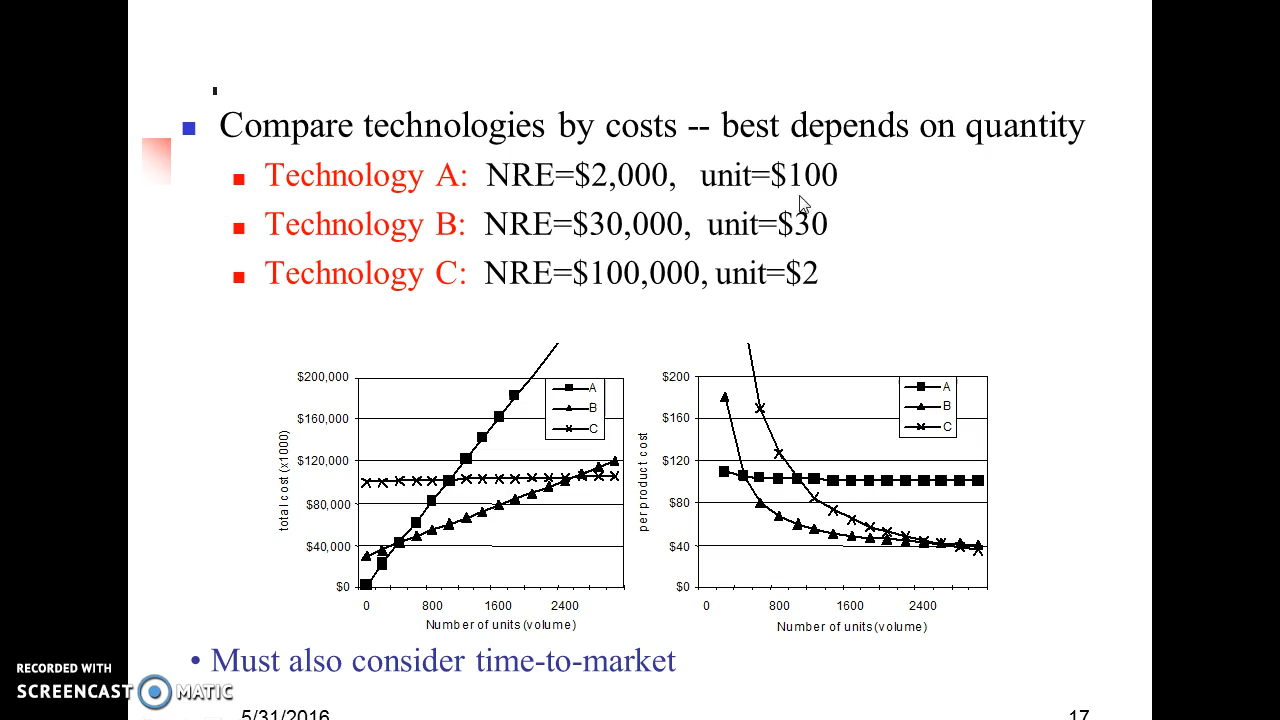 Compare technologies by costs -- best depends on quantity
Technology A: NRE=$2,000, unit=$100
Technology B: NRE=$30,000, unit=$30
Technology C: NRE=$100,000, unit=$2
$200,000
$160,000
$120,000
$80,000
$40,000
$0
total cost (x1000)
A
B
C
0 800 1600 2400
Number of units (volume)
$200
$160
$120
$80
$40
$0
per product cost
A
B
C
0 800 1600 2400
Number of units (volume)
• Must also consider time-to-market
RECORDED WITH
SCREENCAST MATIC
5/31/2016
17